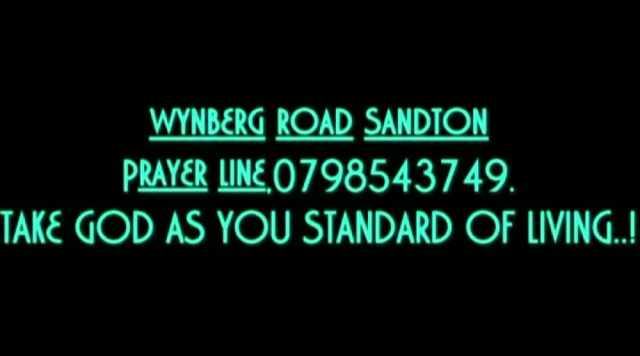 WYNBERG ROAD SANDTON
PRAYER LINE,0798543749.
TAKE GOD AS YOU STANDARD OF LIVING..!